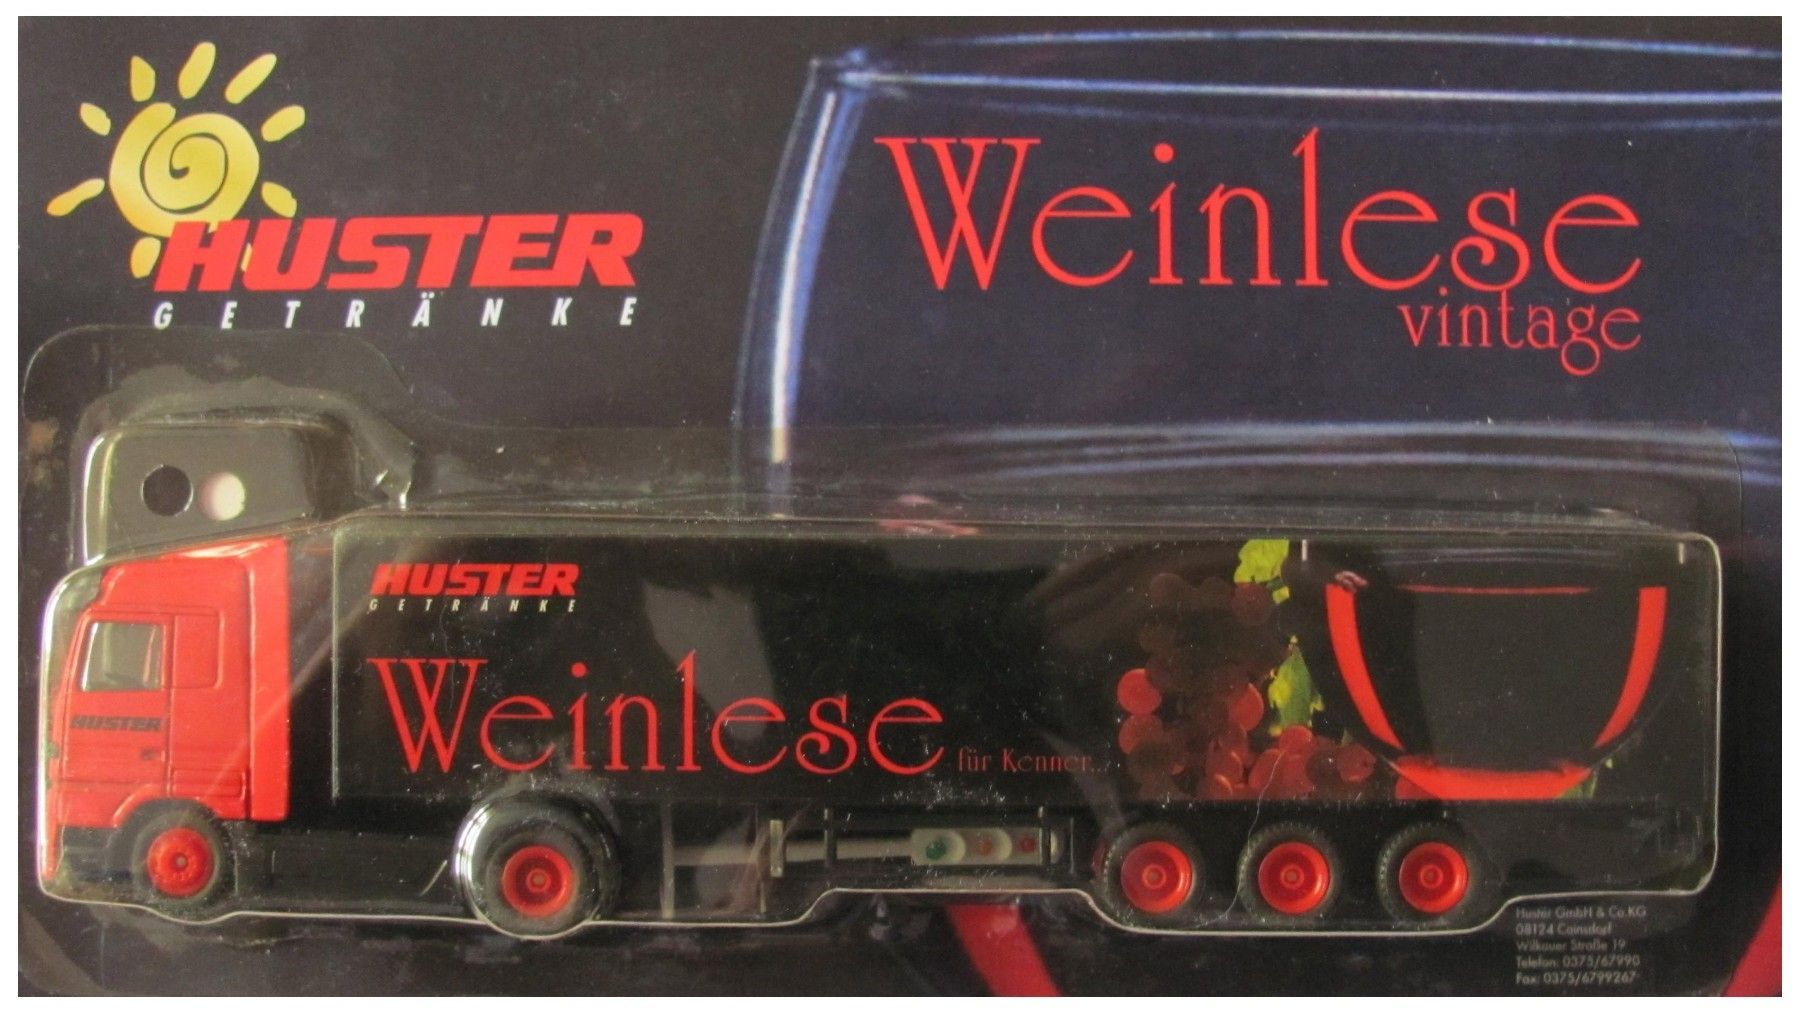 HUSTER
GETRÄNKE
Weinlese
vintage
HUSTER
GETRÄNKE
Weinlese für Kenner...
HUSTER
Huster GmbH & Co.KG
08124 Cainsdorf
Wilkauer Straße 19
Telefon: 0375/67990
Fax: 0375/6799267